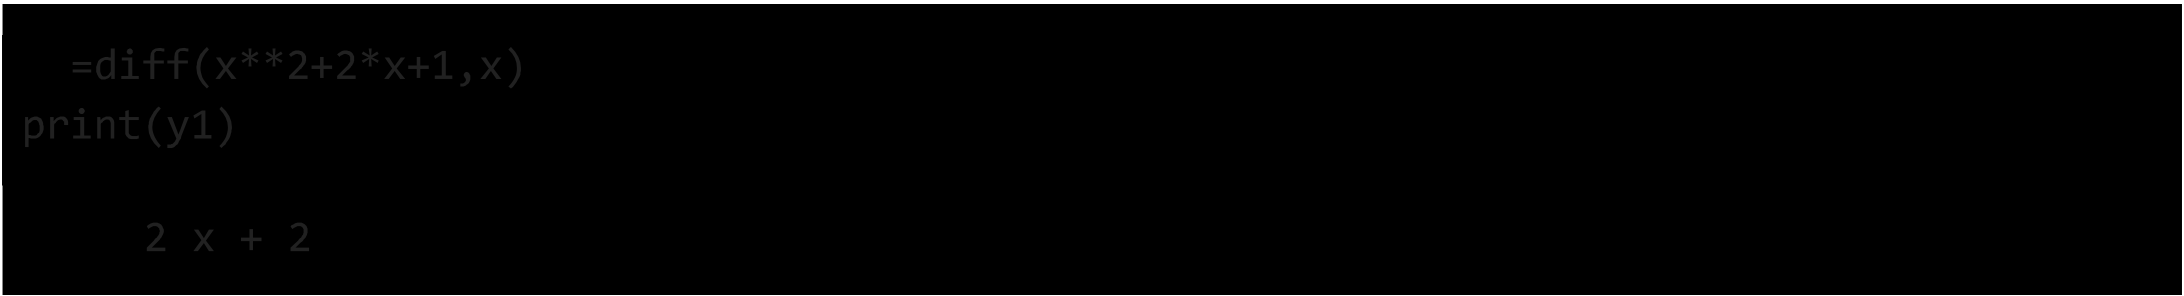 =diff(x**2+2*x+1,x)
print(y1)
2 x + 2